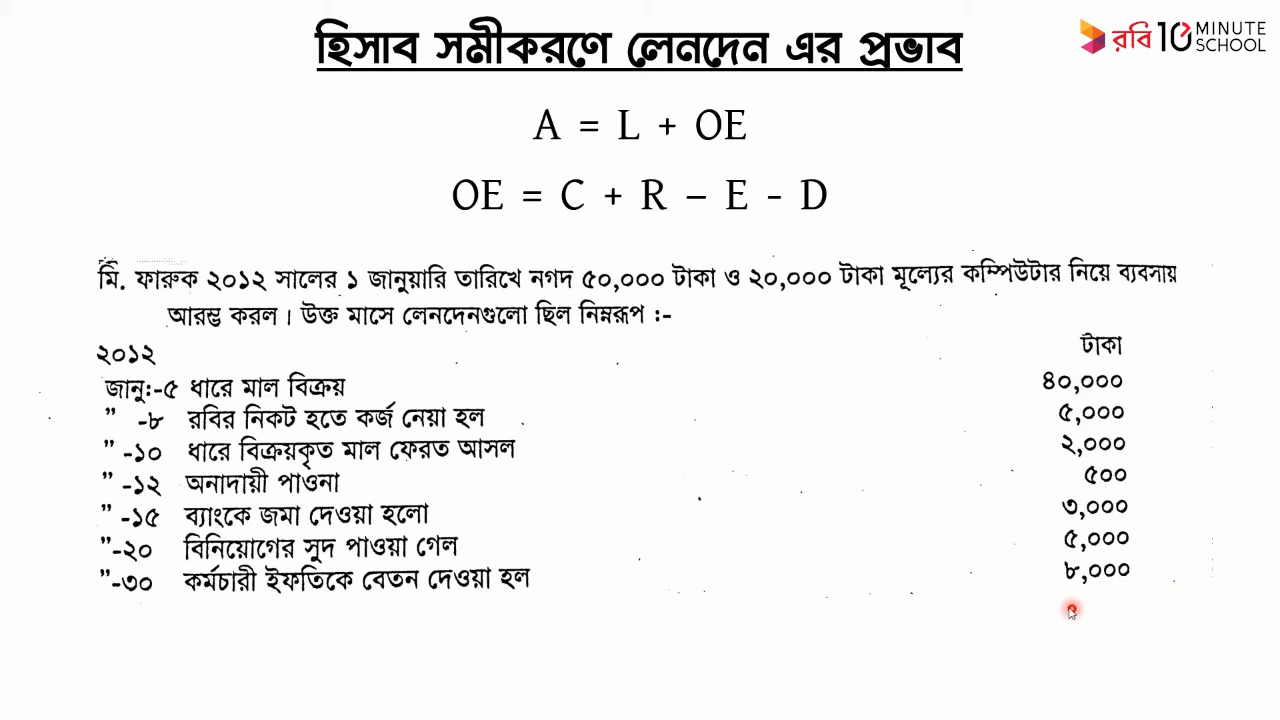 হিসাব সমীকরণে লেনদেন এর প্রভাব
রবি 10 MINUTE SCHOOL
A = L + OE
OE = C + R – E - D
মি. ফারুক ২০১২ সালের ১ জানুয়ারি তারিখে নগদ ৫০,০০০ টাকা ও ২০,০০০ টাকা মূল্যের কম্পিউটার নিয়ে ব্যবসায়
আরম্ভ করল। উক্ত মাসে লেনদেনগুলো ছিল নিম্নরূপ :-
২০১২ টাকা
জানু:-৫ ধারে মাল বিক্রয় ৪০,০০০
” -৮ রবির নিকট হতে কর্জ নেয়া হল ৫,০০০
” -১০ ধারে বিক্রয়কৃত মাল ফেরত আসল ২,০০০
” -১২ অনাদায়ী পাওনা ৫০০
” -১৫ ব্যাংকে জমা দেওয়া হলো ৩,০০০
”-২০ বিনিয়োগের সুদ পাওয়া গেল ৫,০০০
”-৩০ কর্মচারী ইফতিকে বেতন দেওয়া হল ৮,০০০